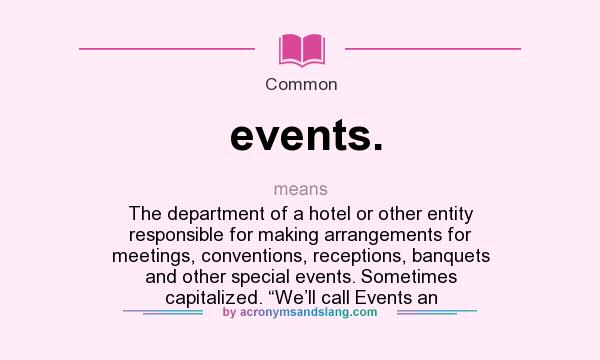 Common
events.
means
The department of a hotel or other entity
responsible for making arrangements for
meetings, conventions, receptions, banquets
and other special events. Sometimes
capitalized. “We’ll call Events an
by acronymsandslang.com